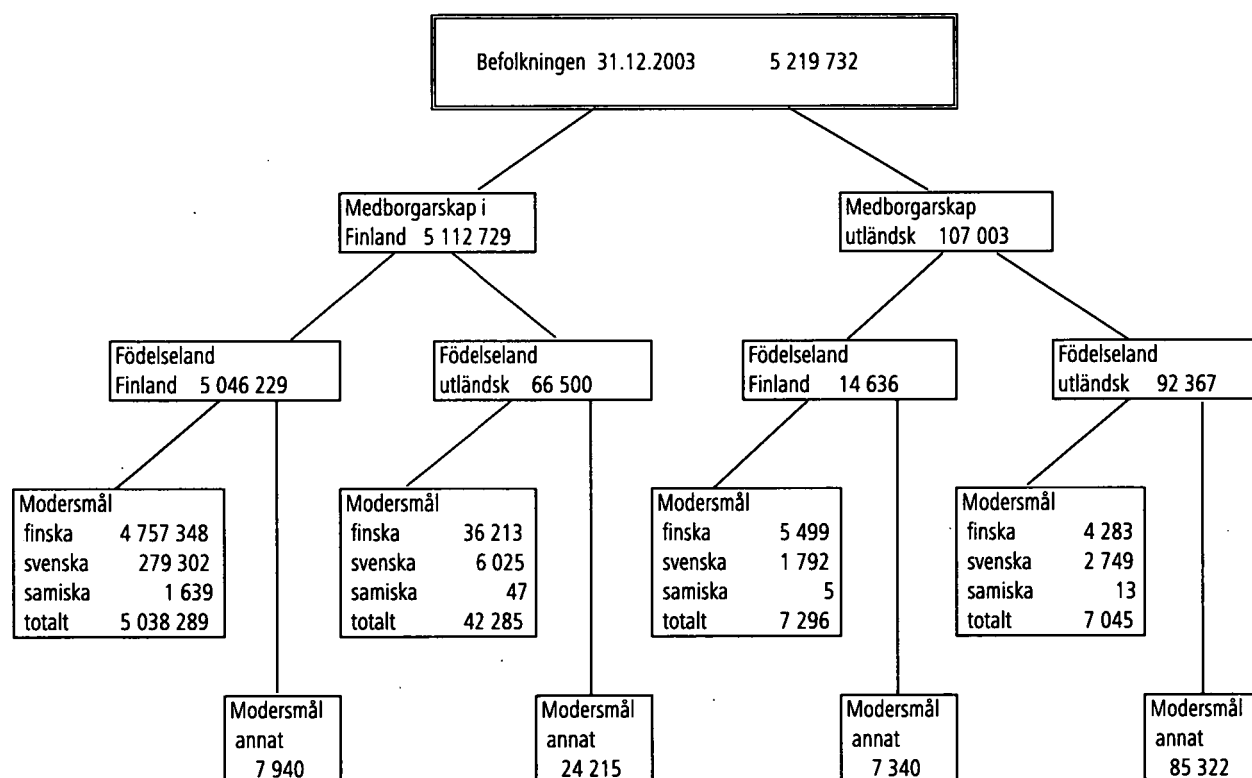 Befolkningen 31.12.2003 5 219 732
Medborgarskap i
Finland 5 112 729
Medborgarskap
utländsk 107 003
Födelseland
Finland 5 046 229
Födelseland
utländsk 66 500
Födelseland
Finland 14 636
Födelseland
utländsk 92 367
Modersmål
finska 4 757 348
svenska 279 302
samiska 1 639
totalt 5 038 289
Modersmål
finska 36 213
svenska 6 025
samiska 47
totalt 42 285
Modersmål
finska 5 499
svenska 1 792
samiska 5
totalt 7 296
Modersmål
finska 4 283
svenska 2 749
samiska 13
totalt 7 045
Modersmål
annat
7 940
Modersmål
annat
24 215
Modersmål
annat
7 340
Modersmål
annat
85 322